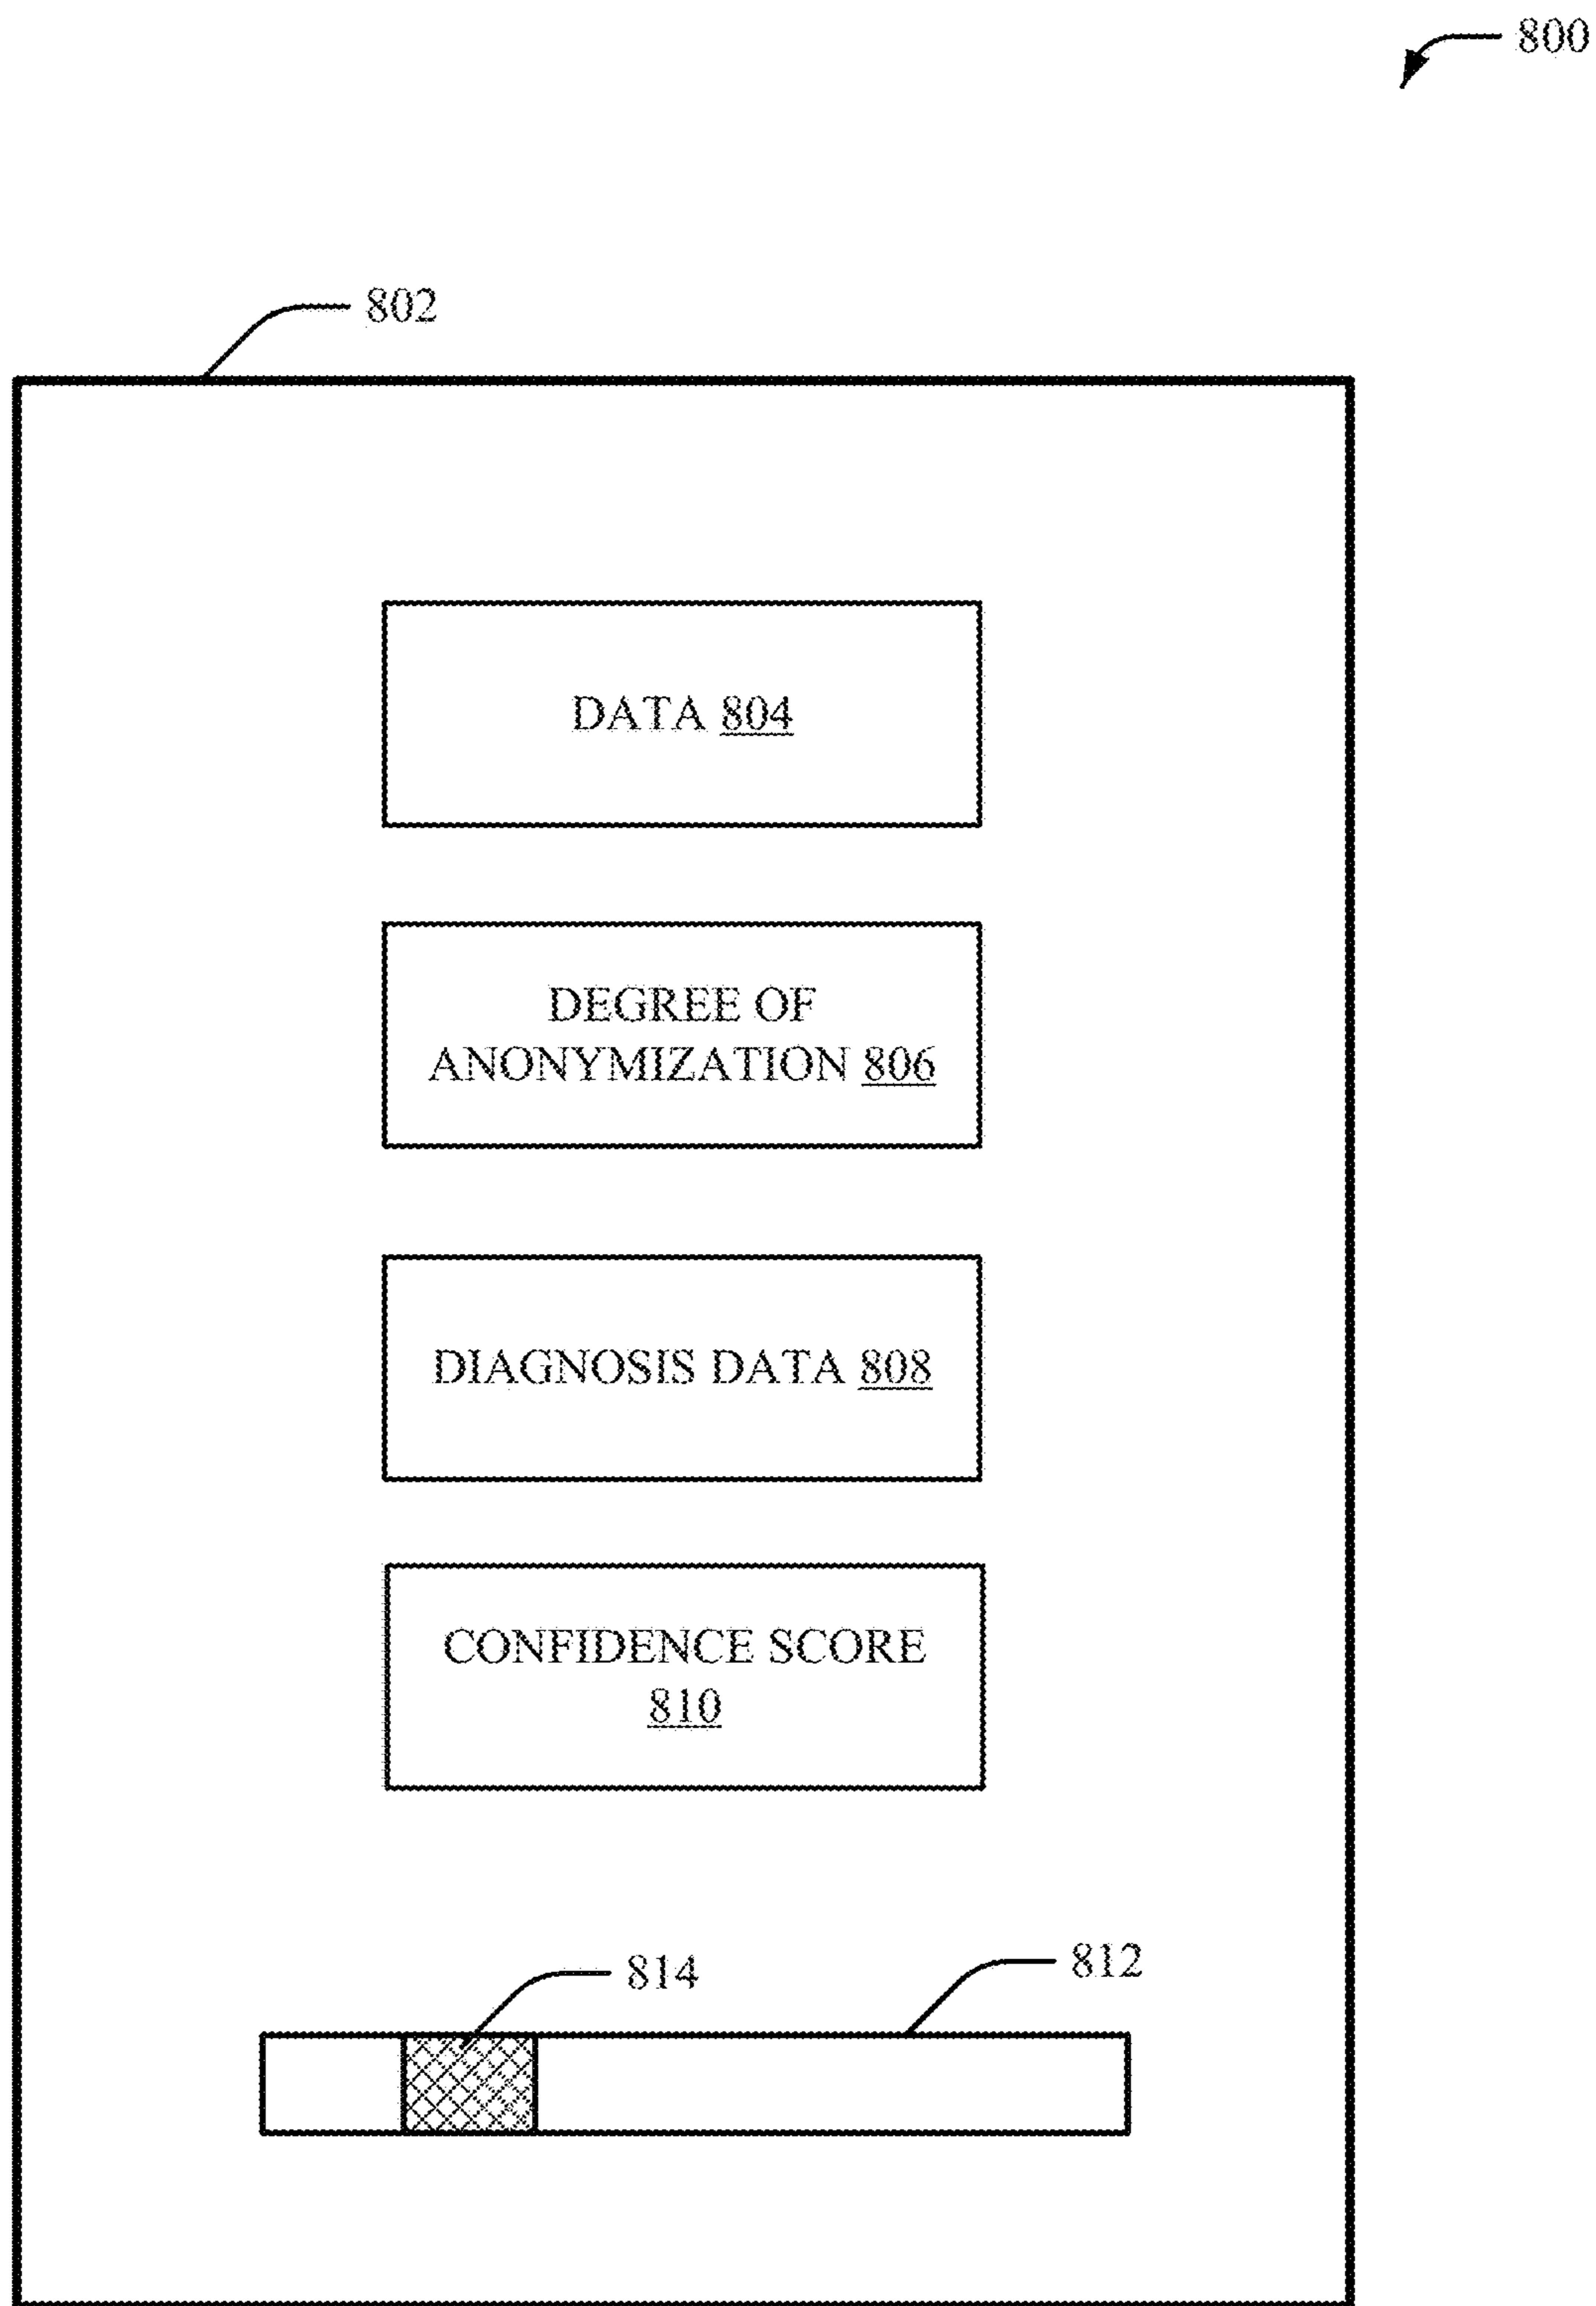 800
802
DATA 804
DEGREE OF
ANONYMIZATION 806
DIAGNOSIS DATA 808
CONFIDENCE SCORE
810
814
812